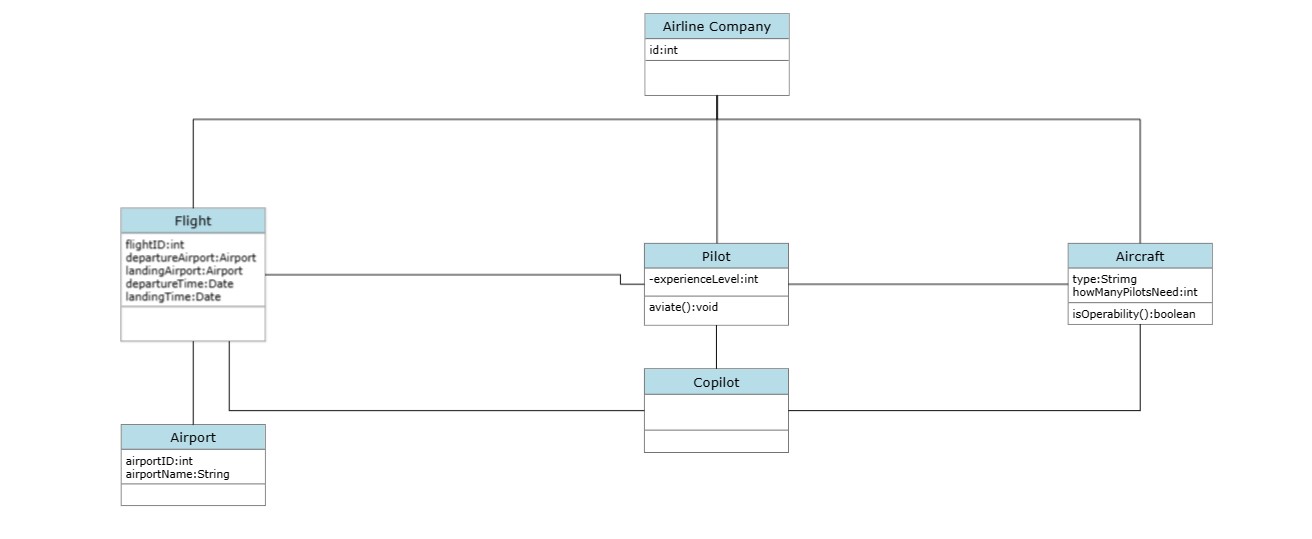 Airline Company
id:int
Flight
flightID:int
departureAirport:Airport
landingAirport:Airport
departureTime:Date
landingTime:Date
Pilot
-experienceLevel:int
aviate():void
Aircraft
type:Strimg
howManyPilotsNeed:int
isOperability():boolean
Copilot
Airport
airportID:int
airportName:String